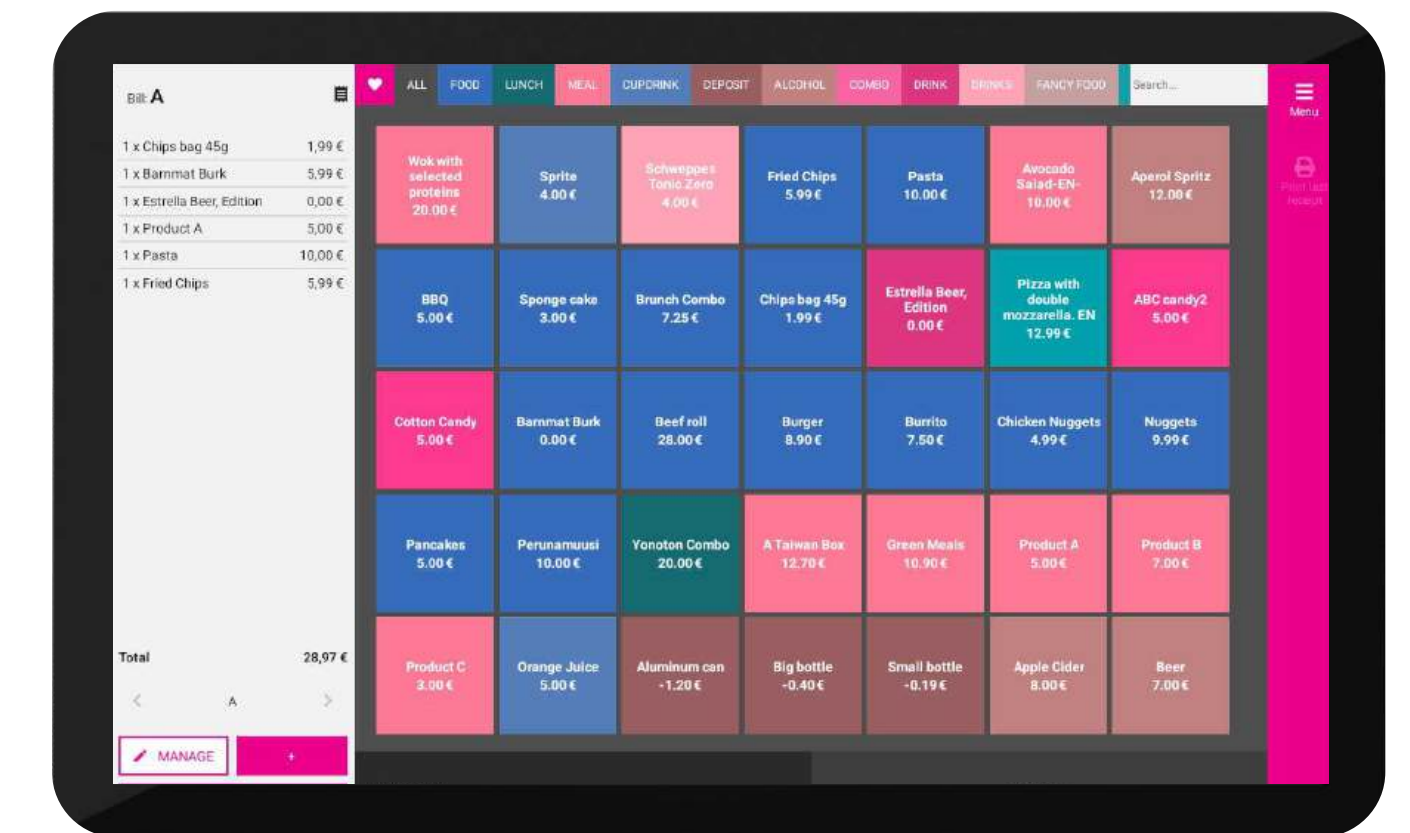 Bill: A
1 x Chips bag 45g 1,99 €
1 x Barnmat Burk 5,99 €
1 x Estrella Beer, Edition 0,00 €
1 x Product A 5,00 €
1 x Pasta 10,00 €
1 x Fried Chips 5,99 €
Total 28,97 €
< A >
MANAGE +
ALL FOOD LUNCH MEAL CUPDRINK DEPOSIT ALCOHOL COMBO DRINK DRINKS FANCY FOOD Search...
Wok with
selected
proteins
20.00 €
Sprite
4.00 €
Schweppes
Tonic Zero
4.00 €
Fried Chips
5.99 €
Pasta
10.00 €
Avocado
Salad-EN-
10.00 €
Aperol Spritz
12.00 €
BBQ
5.00 €
Sponge cake
3.00 €
Brunch Combo
7.25 €
Chips bag 45g
1.99 €
Estrella Beer,
Edition
0.00 €
Pizza with
double
mozzarella. EN
12.99 €
ABC candy2
5.00 €
Cotton Candy
5.00 €
Barnmat Burk
0.00 €
Beef roll
28.00 €
Burger
8.90 €
Burrito
7.50 €
Chicken Nuggets
4.99 €
Nuggets
9.99 €
Pancakes
5.00 €
Perunamuusi
10.00 €
Yonoton Combo
20.00 €
A Taiwan Box
12.70 €
Green Meals
10.90 €
Product A
5.00 €
Product B
7.00 €
Product C
3.00 €
Orange Juice
5.00 €
Aluminum can
-1.20 €
Big bottle
-0.40 €
Small bottle
-0.19 €
Apple Cider
8.00 €
Beer
7.00 €
Menu
Print last
receipt